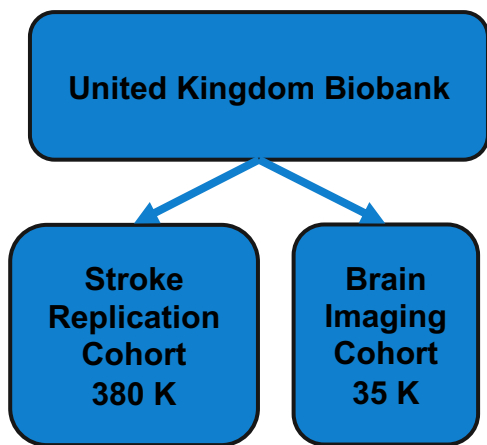 United Kingdom Biobank
Stroke
Replication
Cohort
380 K
Brain
Imaging
Cohort
35 K